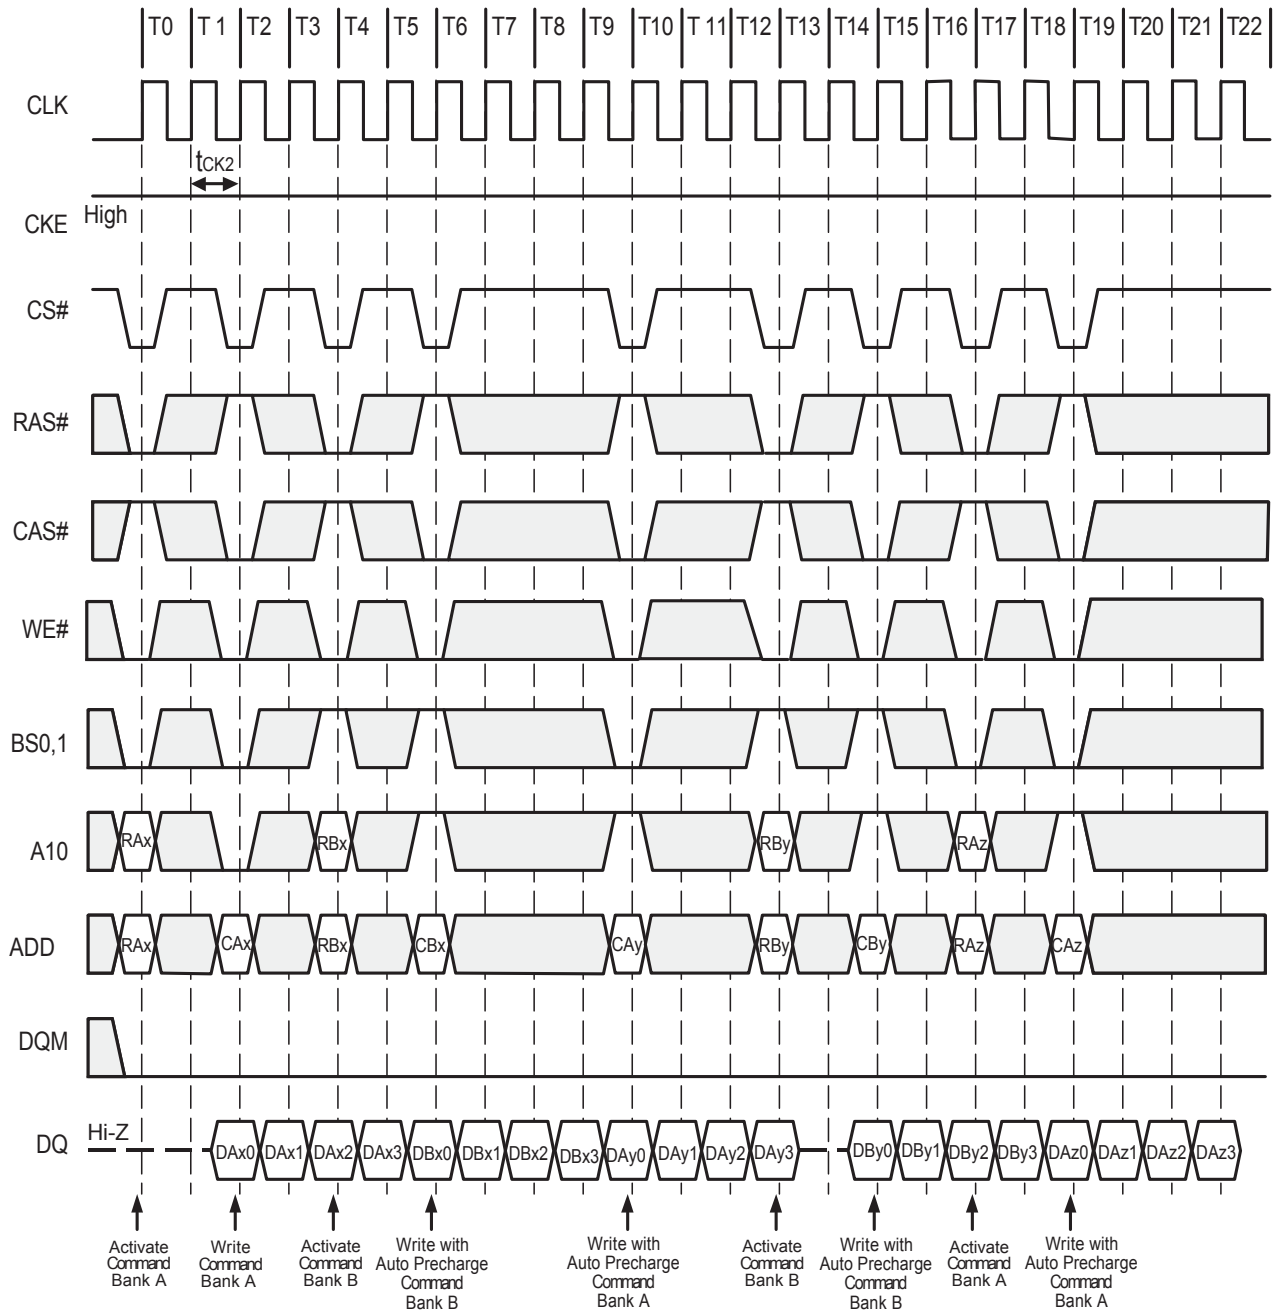 T0 T 1 T2 T3 T4 T5 T6 T7 T8 T9 T10 T 11 T12 T13 T14 T15 T16 T17 T18 T19 T20 T21 T22
CLK
tCK2
CKE High
CS#
RAS#
CAS#
WE#
BS0,1
A10 RAx RBx RBy RAz
ADD RAx CAx RBx CBx CAy RBy CBy RAz CAz
DQM
DQ Hi-Z DAx0 DAx1 DAx2 DAx3 DBx0 DBx1 DBx2 DBx3 DAy0 DAy1 DAy2 DAy3 DBy0 DBy1 DBy2 DBy3 DAz0 DAz1 DAz2 DAz3
Activate
Command
Bank A
Write
Command
Bank A
Activate
Command
Bank B
Write with
Auto Precharge
Command
Bank B
Write with
Auto Precharge
Command
Bank A
Activate
Command
Bank B
Write with
Auto Precharge
Command
Bank B
Activate
Command
Bank A
Write with
Auto Precharge
Command
Bank A